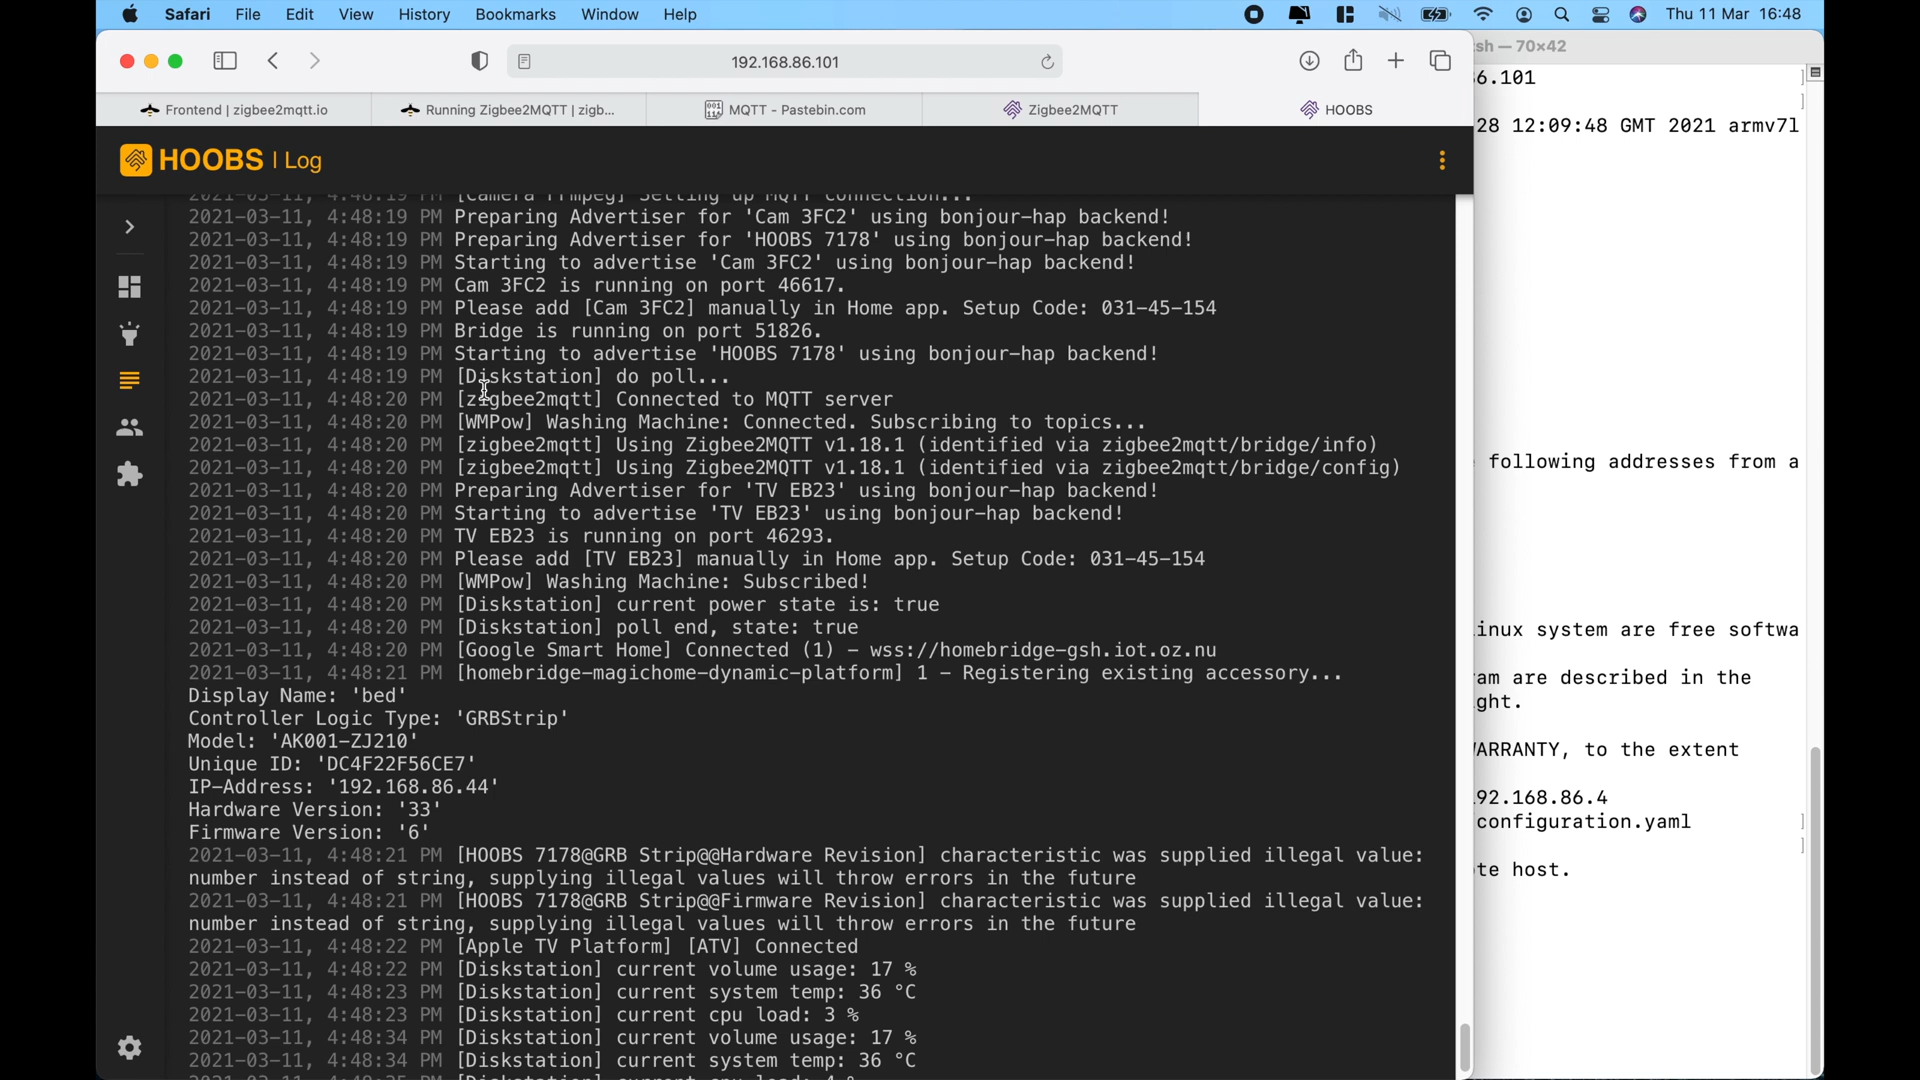 Safari File Edit View History Bookmarks Window Help Thu 11 Mar 16:48
192.168.86.101
Frontend | zigbee2mqtt.io
Running Zigbee2MQTT | zigb...
MQTT - Pastebin.com
Zigbee2MQTT
HOOBS
HOOBS | Log
2021-03-11, 4:48:19 PM [Camera FFmpeg] Setting up MQTT connection...
2021-03-11, 4:48:19 PM Preparing Advertiser for 'Cam 3FC2' using bonjour-hap backend!
2021-03-11, 4:48:19 PM Preparing Advertiser for 'HOOBS 7178' using bonjour-hap backend!
2021-03-11, 4:48:19 PM Starting to advertise 'Cam 3FC2' using bonjour-hap backend!
2021-03-11, 4:48:19 PM Cam 3FC2 is running on port 46617.
2021-03-11, 4:48:19 PM Please add [Cam 3FC2] manually in Home app. Setup Code: 031-45-154
2021-03-11, 4:48:19 PM Bridge is running on port 51826.
2021-03-11, 4:48:19 PM Starting to advertise 'HOOBS 7178' using bonjour-hap backend!
2021-03-11, 4:48:19 PM [Diskstation] do poll...
2021-03-11, 4:48:20 PM [zigbee2mqtt] Connected to MQTT server
2021-03-11, 4:48:20 PM [WMPow] Washing Machine: Connected. Subscribing to topics...
2021-03-11, 4:48:20 PM [zigbee2mqtt] Using Zigbee2MQTT v1.18.1 (identified via zigbee2mqtt/bridge/info)
2021-03-11, 4:48:20 PM [zigbee2mqtt] Using Zigbee2MQTT v1.18.1 (identified via zigbee2mqtt/bridge/config)
2021-03-11, 4:48:20 PM Preparing Advertiser for 'TV EB23' using bonjour-hap backend!
2021-03-11, 4:48:20 PM Starting to advertise 'TV EB23' using bonjour-hap backend!
2021-03-11, 4:48:20 PM TV EB23 is running on port 46293.
2021-03-11, 4:48:20 PM Please add [TV EB23] manually in Home app. Setup Code: 031-45-154
2021-03-11, 4:48:20 PM [WMPow] Washing Machine: Subscribed!
2021-03-11, 4:48:20 PM [Diskstation] current power state is: true
2021-03-11, 4:48:20 PM [Diskstation] poll end, state: true
2021-03-11, 4:48:20 PM [Google Smart Home] Connected (1) - wss://homebridge-gsh.iot.oz.nu
2021-03-11, 4:48:21 PM [homebridge-magichome-dynamic-platform] 1 - Registering existing accessory...
Display Name: 'bed'
Controller Logic Type: 'GRBStrip'
Model: 'AK001-ZJ210'
Unique ID: 'DC4F22F56CE7'
IP-Address: '192.168.86.44'
Hardware Version: '33'
Firmware Version: '6'
2021-03-11, 4:48:21 PM [HOOBS 7178@GRB Strip@@Hardware Revision] characteristic was supplied illegal value:
number instead of string, supplying illegal values will throw errors in the future
2021-03-11, 4:48:21 PM [HOOBS 7178@GRB Strip@@Firmware Revision] characteristic was supplied illegal value:
number instead of string, supplying illegal values will throw errors in the future
2021-03-11, 4:48:22 PM [Apple TV Platform] [ATV] Connected
2021-03-11, 4:48:22 PM [Diskstation] current volume usage: 17 %
2021-03-11, 4:48:23 PM [Diskstation] current system temp: 36 °C
2021-03-11, 4:48:23 PM [Diskstation] current cpu load: 3 %
2021-03-11, 4:48:34 PM [Diskstation] current volume usage: 17 %
2021-03-11, 4:48:34 PM [Diskstation] current system temp: 36 °C
sh — 70×42
6.101 ]
]
28 12:09:48 GMT 2021 armv7l
following addresses from a
inux system are free softwa
ram are described in the
ght.
WARRANTY, to the extent
92.168.86.4
configuration.yaml ]
]
te host.